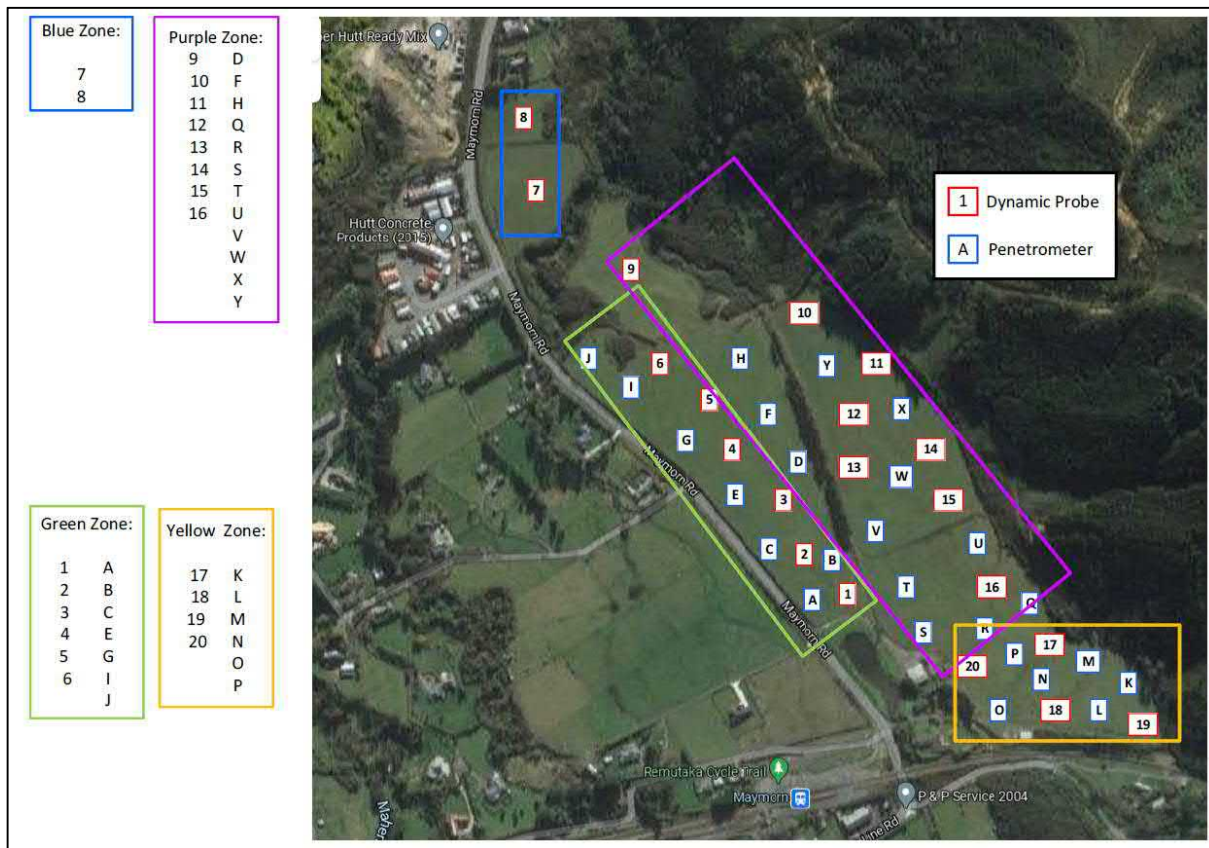 Blue Zone:
7
8
Purple Zone:
9 D
10 F
11 H
12 Q
13 R
14 S
15 T
16 U
V
W
X
Y
Green Zone:
1 A
2 B
3 C
4 E
5 G
6 I
J
Yellow Zone:
17 K
18 L
19 M
20 N
O
P
per Hutt Ready Mix
Maymorn Rd
8
7
1 Dynamic Probe
A Penetrometer
Hutt Concrete
Products (2015)
9
Maymorn Rd
10
J
6
H
Y
11
I
5
F
12
X
G
4
D
14
Maymorn Rd
13
W
E
3
15
V
U
C
2
B
T
16
A
1
Q
Maymorn Rd
S
R
P
17
M
20
N
K
O
18
L
19
Remutaka Cycle Trail
Maymorn
P & P Service 2004
Line Rd